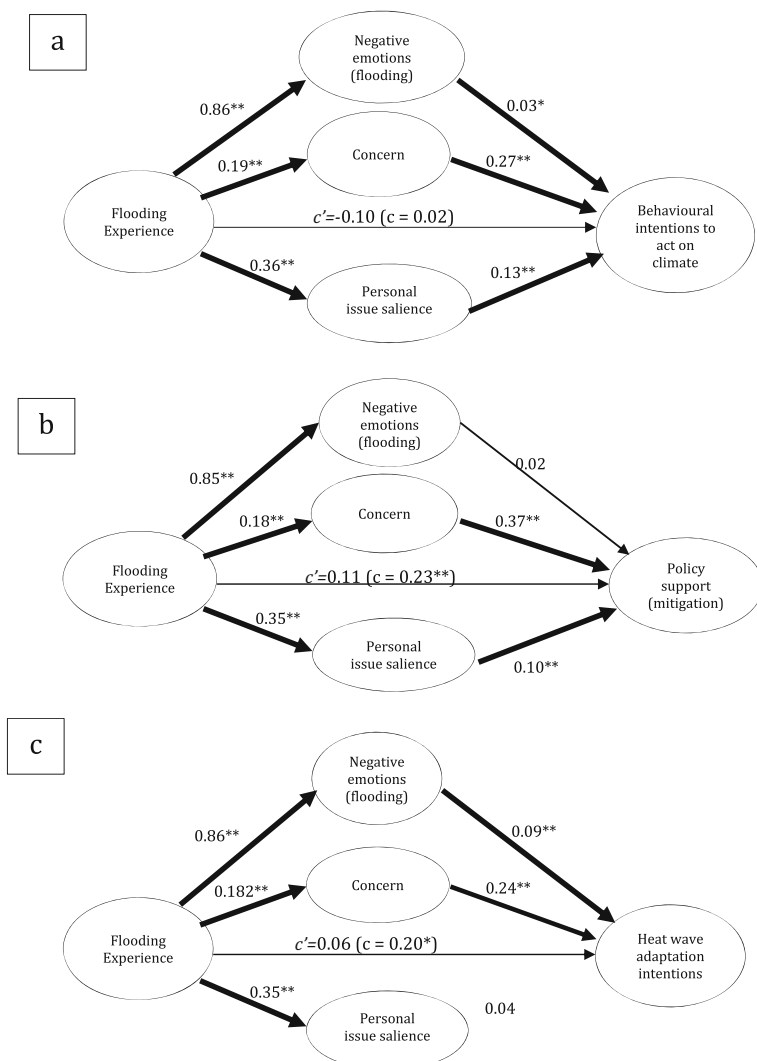 a
Negative
emotions
(flooding)
0.86**
0.03*
0.19**
Concern
0.27**
Flooding
Experience
c'=-0.10 (c = 0.02)
Behavioural
intentions to
act on
climate
0.36**
Personal
issue salience
0.13**
b
Negative
emotions
(flooding)
0.85**
0.02
0.18**
Concern
0.37**
Flooding
Experience
c'=0.11 (c = 0.23**)
Policy
support
(mitigation)
0.35**
Personal
issue salience
0.10**
c
Negative
emotions
(flooding)
0.86**
0.09**
0.182**
Concern
0.24**
Flooding
Experience
c'=0.06 (c = 0.20*)
Heat wave
adaptation
intentions
0.35**
Personal
issue salience
0.04